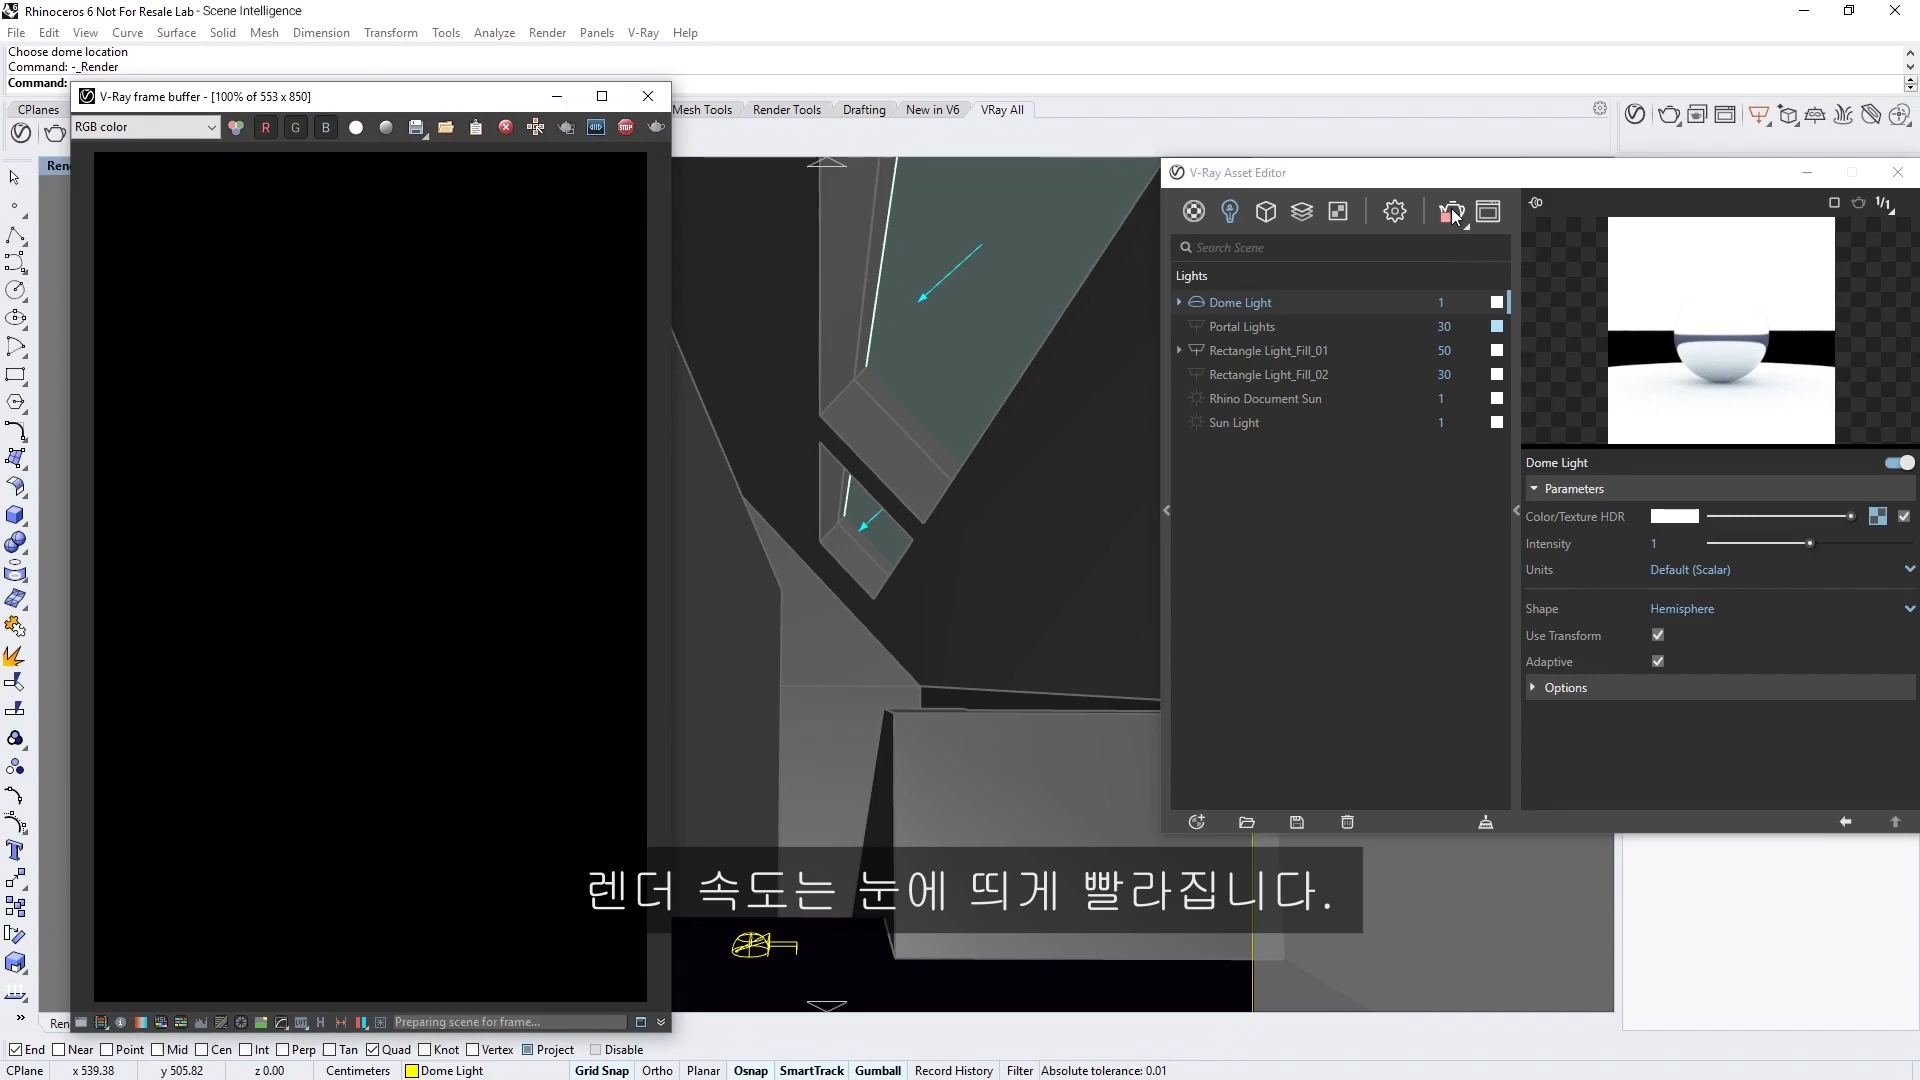 Rhinoceros 6 Not For Resale Lab - Scene Intelligence
File Edit View Curve Surface Solid Mesh Dimension Transform Tools Analyze Render Panels V-Ray Help
Choose dome location
Command: -_Render
Command:
V-Ray frame buffer - [100% of 553 x 850]
CPlanes
Mesh Tools Render Tools Drafting New in V6 VRay All
RGB color
R G B
STOP
Ren
V-Ray Asset Editor
1/1
Search Scene
Lights
Dome Light 1
Portal Lights 30
Rectangle Light_Fill_01 50
Rectangle Light_Fill_02 30
Rhino Document Sun 1
Sun Light 1
Dome Light
Parameters
Color/Texture HDR
Intensity 1
Units Default (Scalar)
Shape Hemisphere
Use Transform
Adaptive
Options
렌더 속도는 눈에 띄게 빨라집니다.
Ren
Preparing scene for frame...
End Near Point Mid Cen Int Perp Tan Quad Knot Vertex Project Disable
CPlane x 539.38 y 505.82 z 0.00 Centimeters Dome Light Grid Snap Ortho Planar Osnap SmartTrack Gumball Record History Filter Absolute tolerance: 0.01